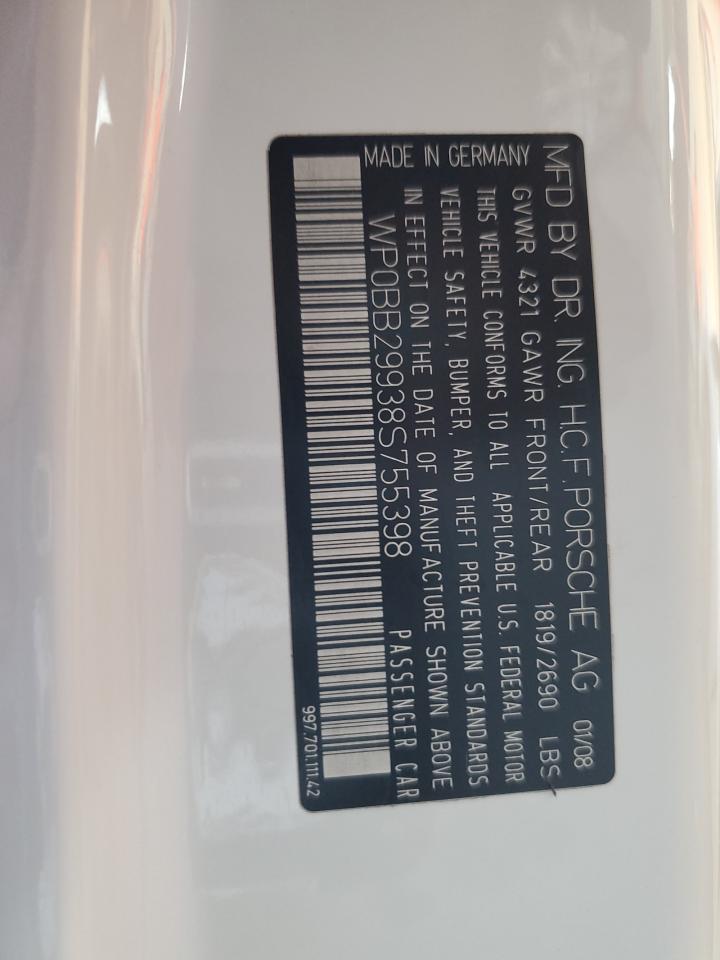 MFD BY DR. ING. H.C.F.PORSCHE AG 01/08
GVWR 4321 GAWR FRONT/REAR 1819/2690 LBS
THIS VEHICLE CONFORMS TO ALL APPLICABLE U.S. FEDERAL MOTOR
VEHICLE SAFETY, BUMPER, AND THEFT PREVENTION STANDARDS
IN EFFECT ON THE DATE OF MANUFACTURE SHOWN ABOVE
WP0BB29938S755398 PASSENGER CAR
MADE IN GERMANY
997.701.111.42